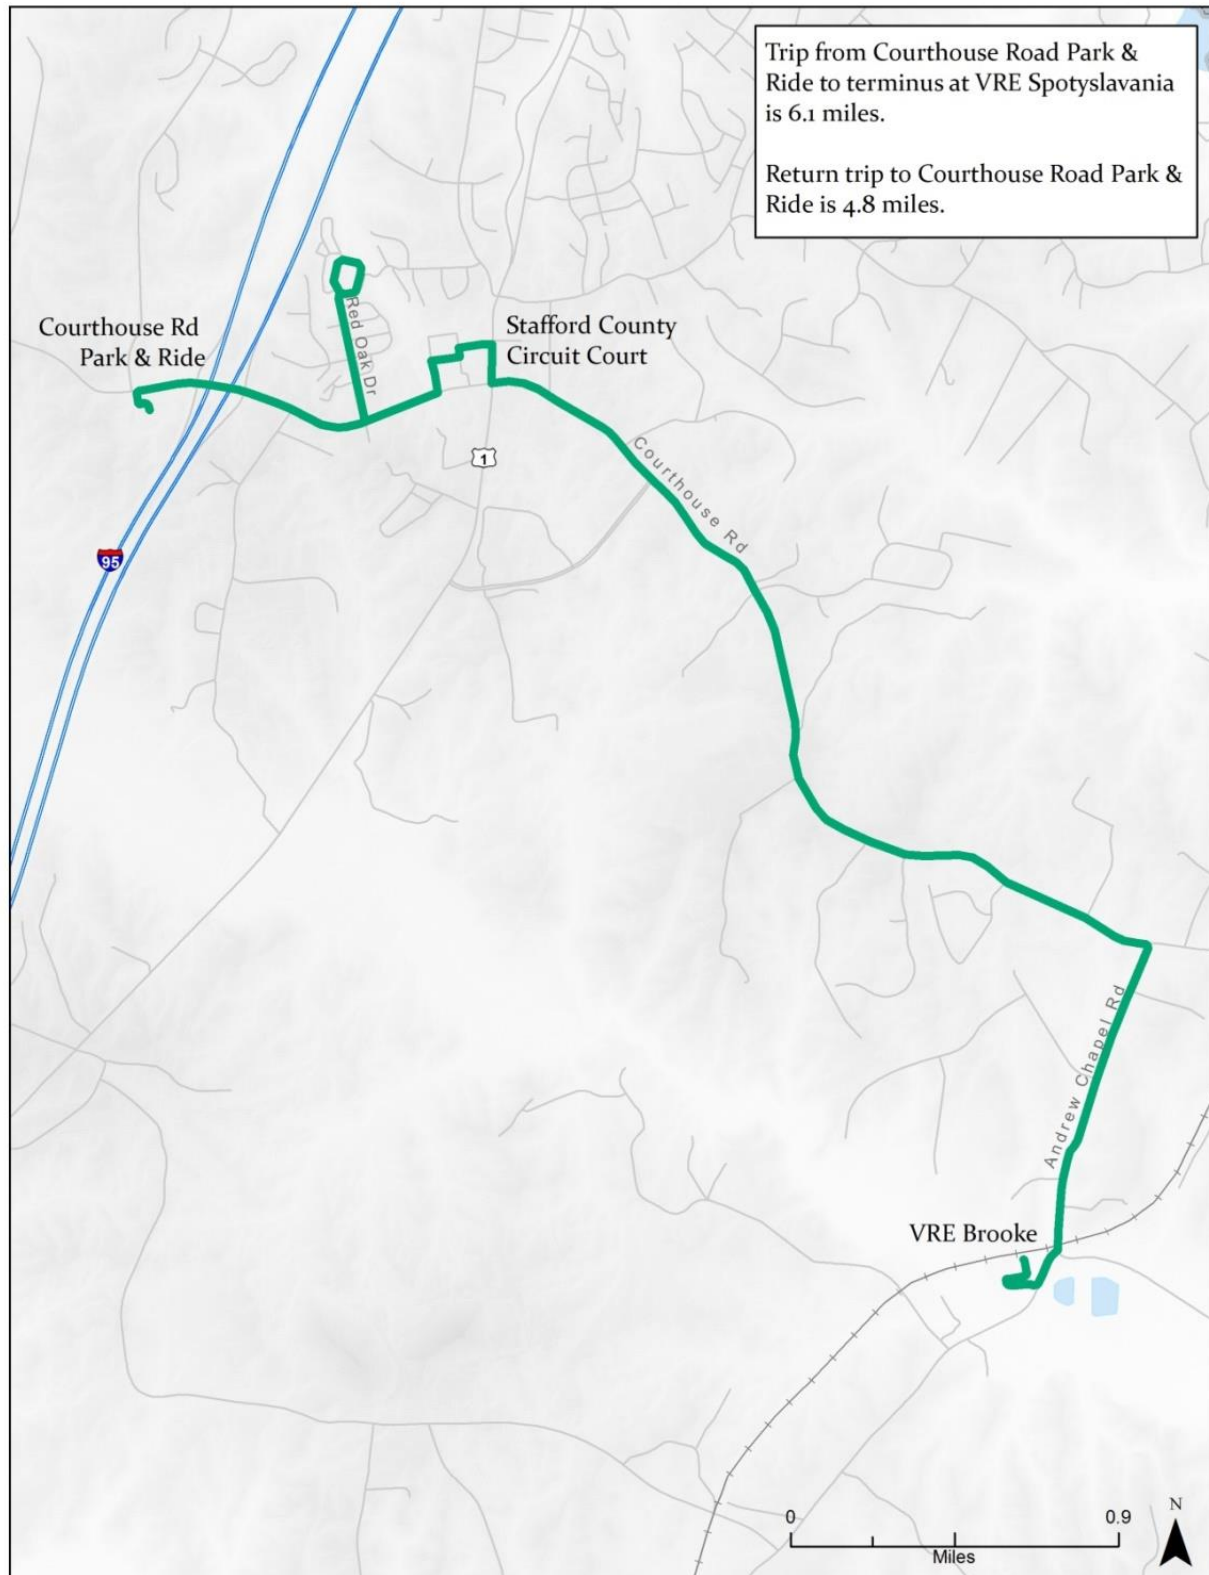 Trip from Courthouse Road Park &
Ride to terminus at VRE Spotyslavania
is 6.1 miles.
Return trip to Courthouse Road Park &
Ride is 4.8 miles.
Courthouse Rd
Park & Ride
Red Oak Dr
Stafford County
Circuit Court
1
Courthouse Rd
95
Andrew Chapel Rd
VRE Brooke
0
0.9
Miles
N